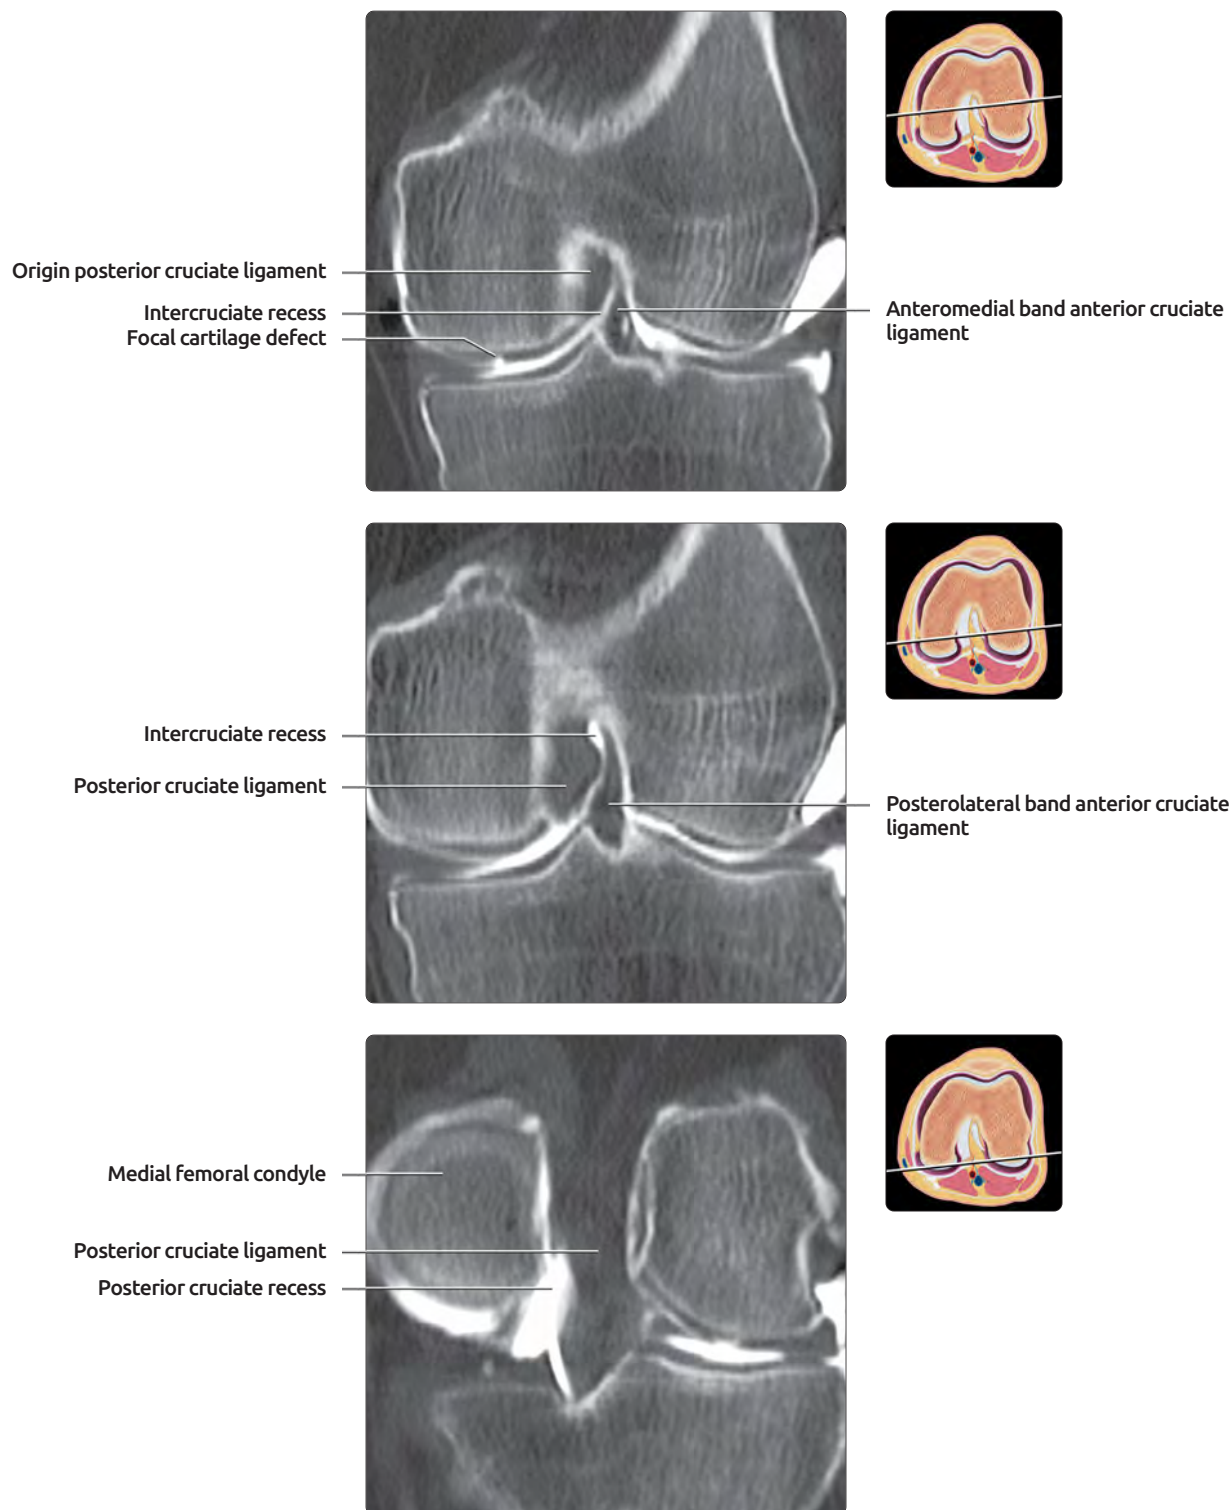 Origin posterior cruciate ligament
Intercruciate recess
Focal cartilage defect
Anteromedial band anterior cruciate
ligament
Intercruciate recess
Posterior cruciate ligament
Posterolateral band anterior cruciate
ligament
Medial femoral condyle
Posterior cruciate ligament
Posterior cruciate recess